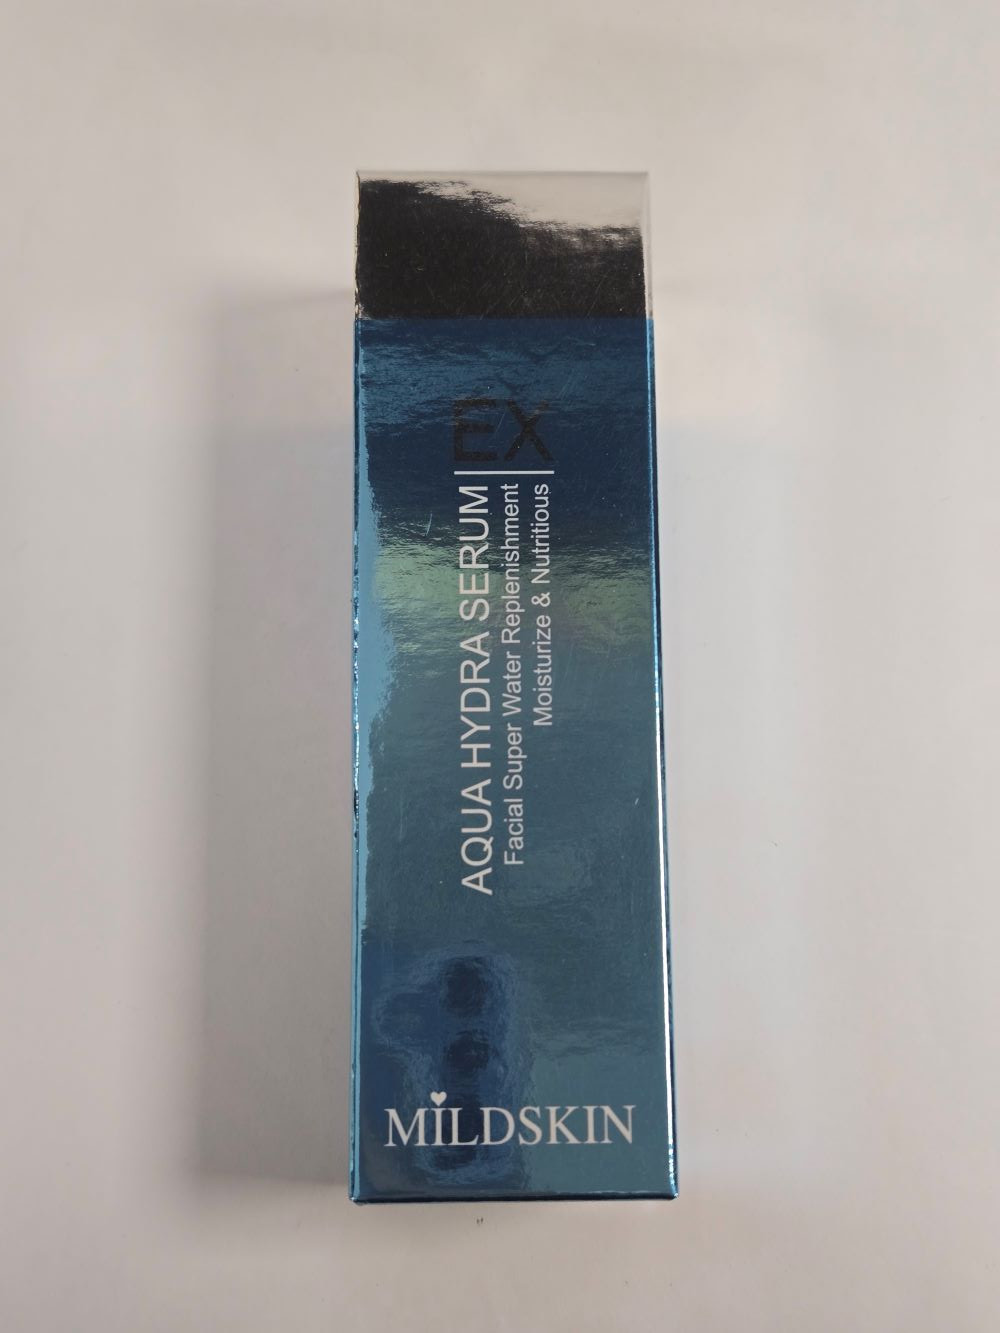 AQUA HYDRA SERUM EX
Facial Super Water Replenishment
Moisturize & Nutritious
MILDSKIN